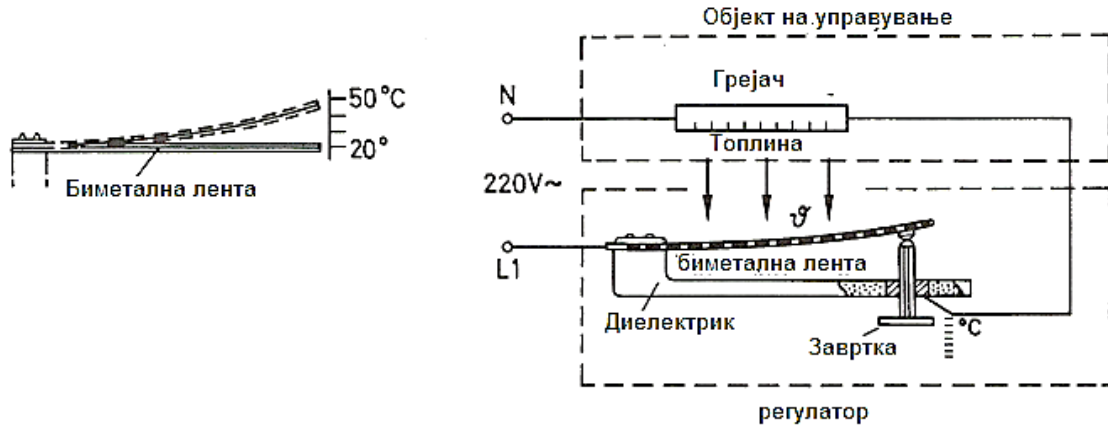 50°C
20°
Биметална лента
Објект на.управување
Грејач
N
Топлина
220V~
ϑ
L1
биметална лента
Диелектрик
°C
Завртка
регулатор